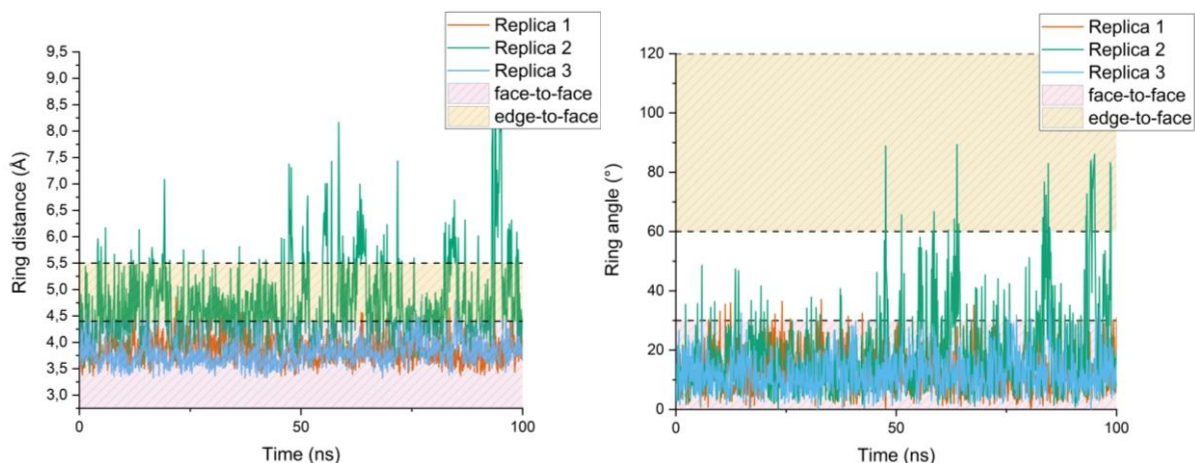 Replica 1
Replica 2
Replica 3
face-to-face
edge-to-face
9,5
9,0
8,5
8,0
7,5
7,0
6,5
6,0
5,5
5,0
4,5
4,0
3,5
3,0
Ring distance (Å)
0
50
100
Time (ns)
Replica 1
Replica 2
Replica 3
face-to-face
edge-to-face
120
100
80
60
40
20
0
Ring angle (°)
0
50
100
Time (ns)